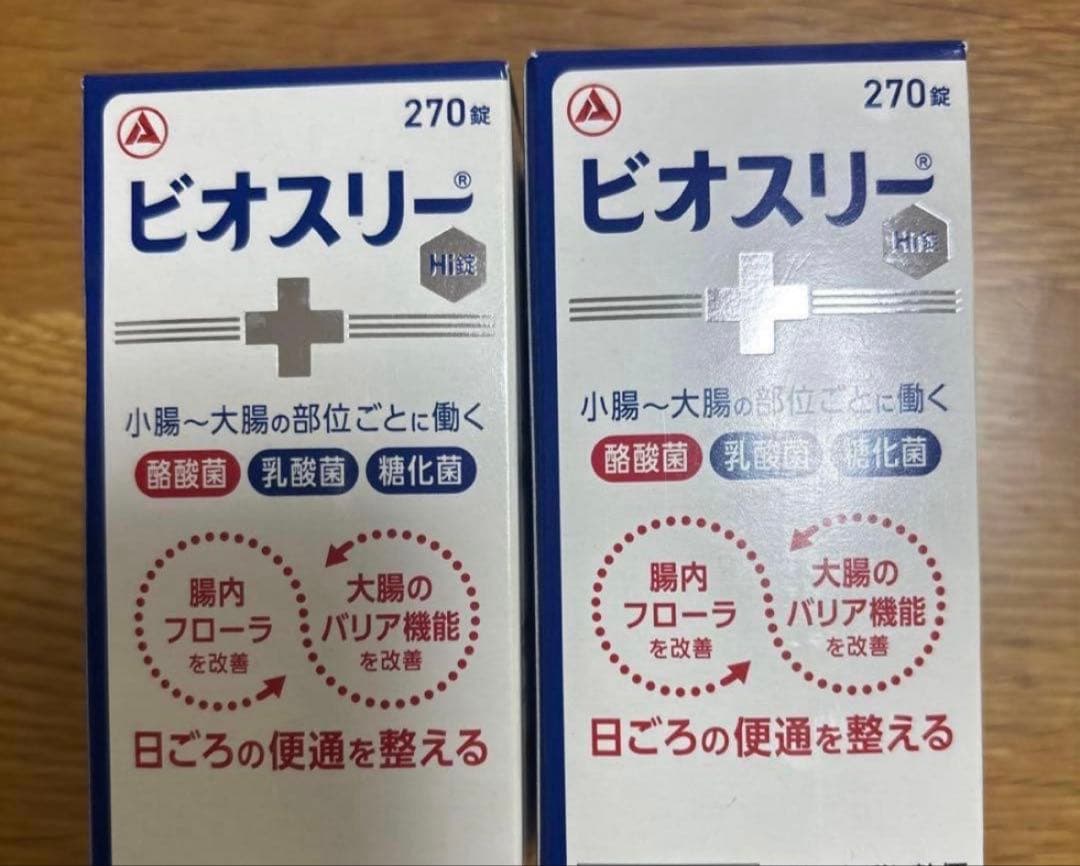 270錠
ビオスリー®
Hi錠
小腸～大腸の部位ごとに働く
酪酸菌 乳酸菌 糖化菌
腸内
フローラ
を改善
大腸の
バリア機能
を改善
日ごろの便通を整える
270錠
ビオスリー®
Hi錠
小腸～大腸の部位ごとに働く
酪酸菌 乳酸菌 糖化菌
腸内
フローラ
を改善
大腸の
バリア機能
を改善
日ごろの便通を整える